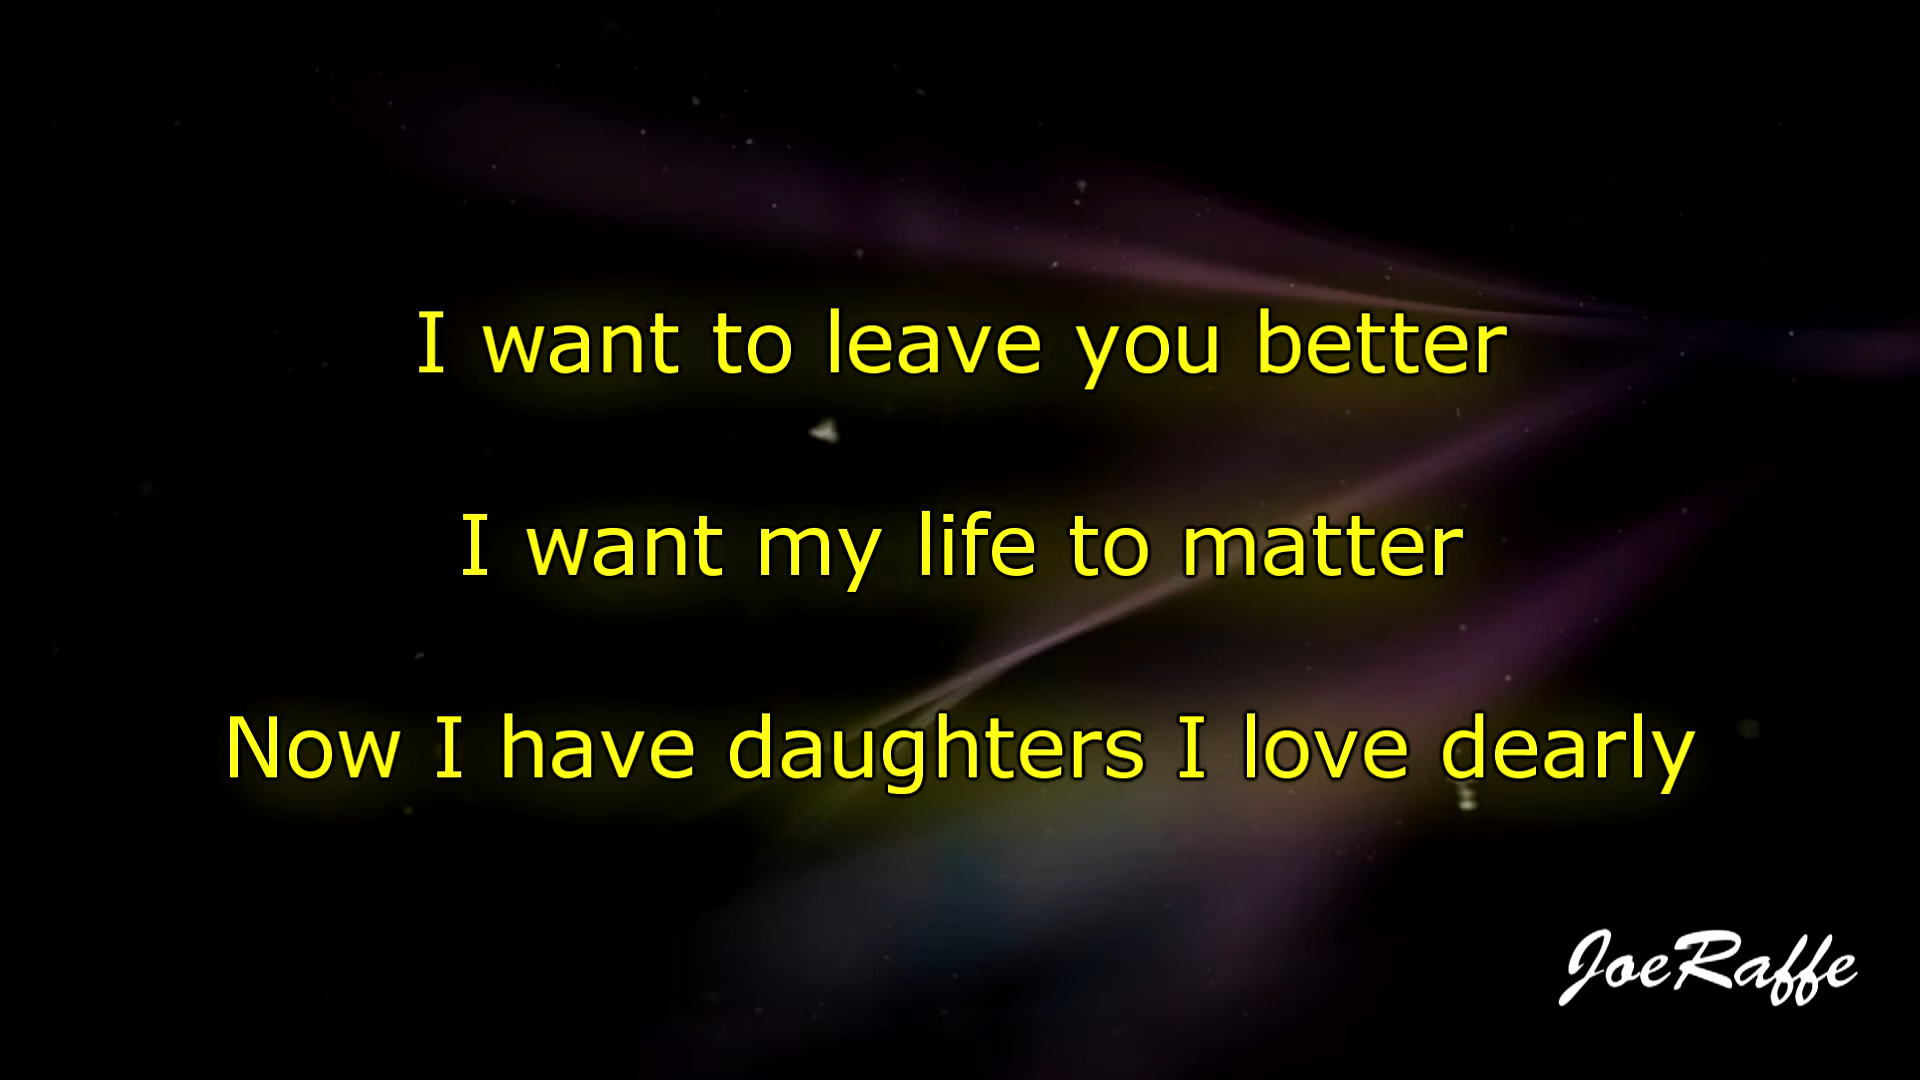 I want to leave you better
I want my life to matter
Now I have daughters I love dearly
JoeRaffe